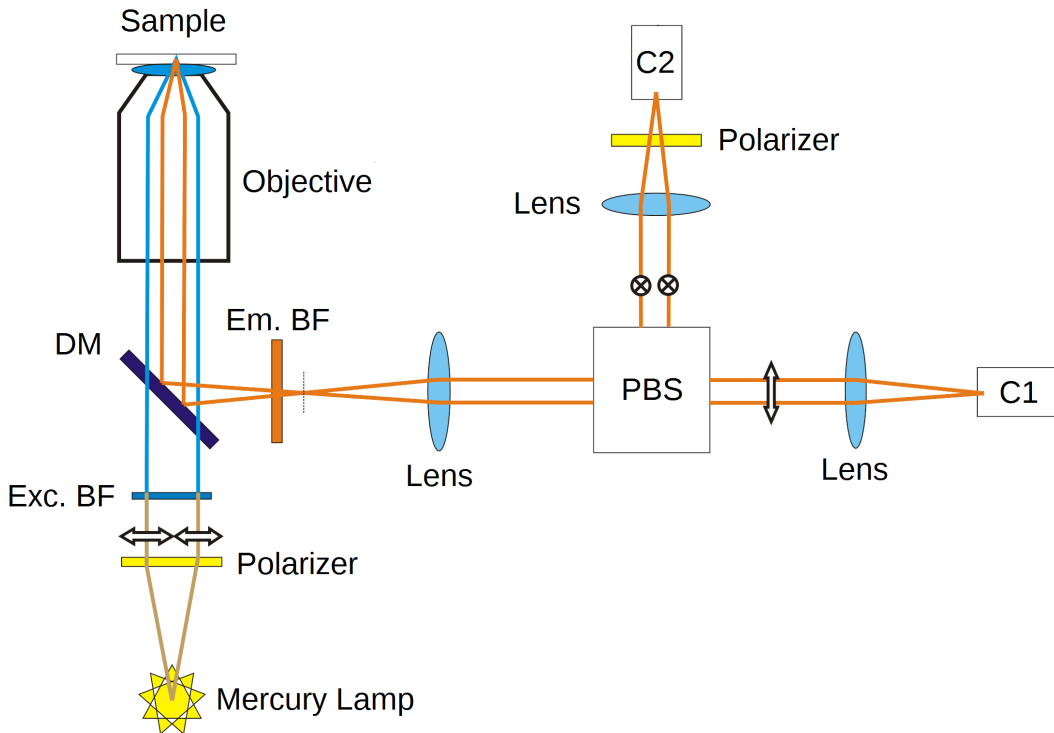 Sample
C2
Polarizer
Objective
Lens
Em. BF
DM
PBS
C1
Lens
Lens
Exc. BF
Polarizer
Mercury Lamp